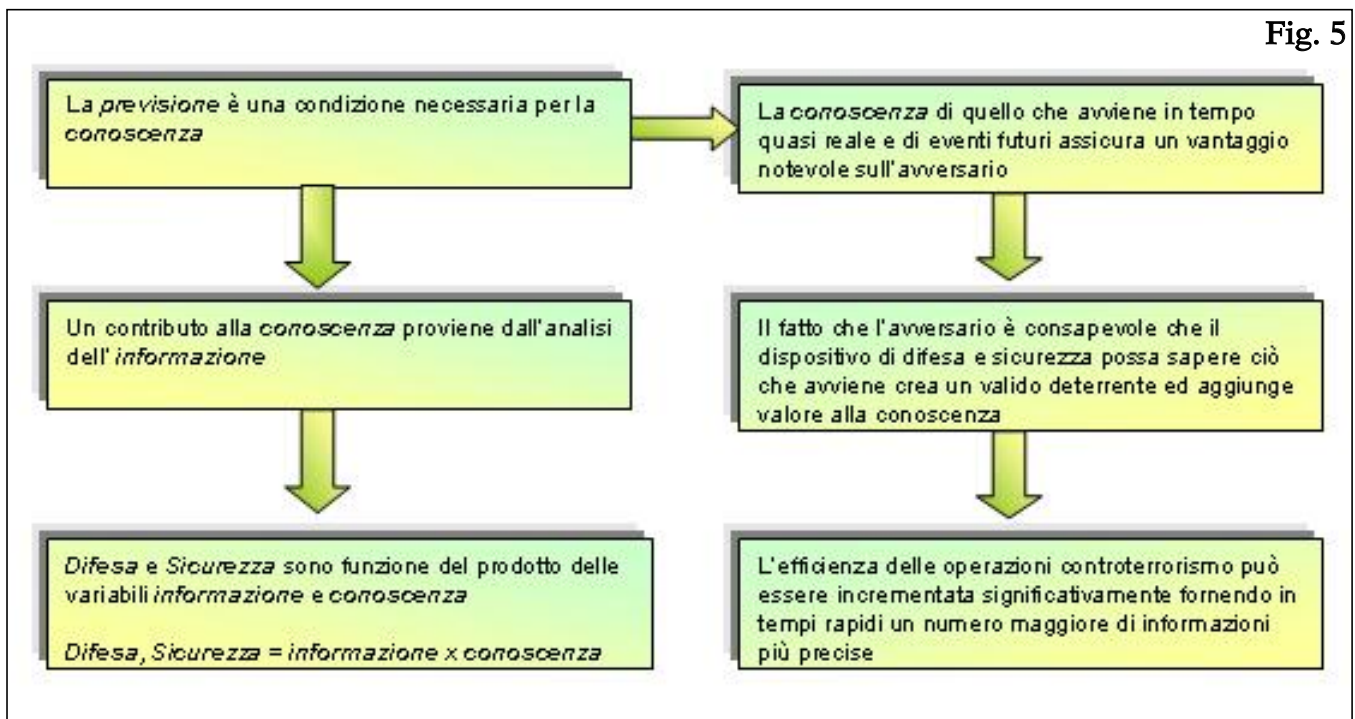 Fig. 5
La previsione è una condizione necessaria per la
conoscenza
La conoscenza di quello che avviene in tempo
quasi reale e di eventi futuri assicura un vantaggio
notevole sull'avversario
Un contributo alla conoscenza proviene dall'analisi
dell'informazione
Il fatto che l'avversario è consapevole che il
dispositivo di difesa e sicurezza possa sapere ciò
che avviene crea un valido deterrente ed aggiunge
valore alla conoscenza
Difesa e Sicurezza sono funzione del prodotto delle
variabili informazione e conoscenza
Difesa, Sicurezza = informazione x conoscenza
L'efficienza delle operazioni controterrorismo può
essere incrementata significativamente fornendo in
tempi rapidi un numero maggiore di informazioni
più precise